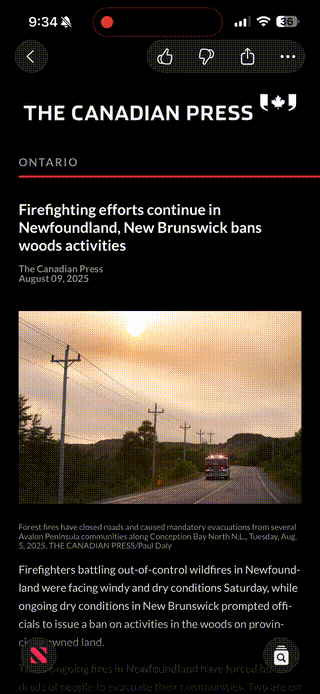 9:34
36
THE CANADIAN PRESS
ONTARIO
Firefighting efforts continue in
Newfoundland, New Brunswick bans
woods activities
The Canadian Press
August 09, 2025
Forest fires have closed roads and caused mandatory evacuations from several
Avalon Peninsula communities along Conception Bay North N.L., Tuesday, Aug.
5, 2025. THE CANADIAN PRESS/Paul Daly
Firefighters battling out-of-control wildfires in Newfound-
land were facing windy and dry conditions Saturday, while
ongoing dry conditions in New Brunswick prompted offi-
cials to issue a ban on activities in the woods on provin-
owned land.
ongoing fires in Newfoundland have forced
dreds of people to evacuate their communities.